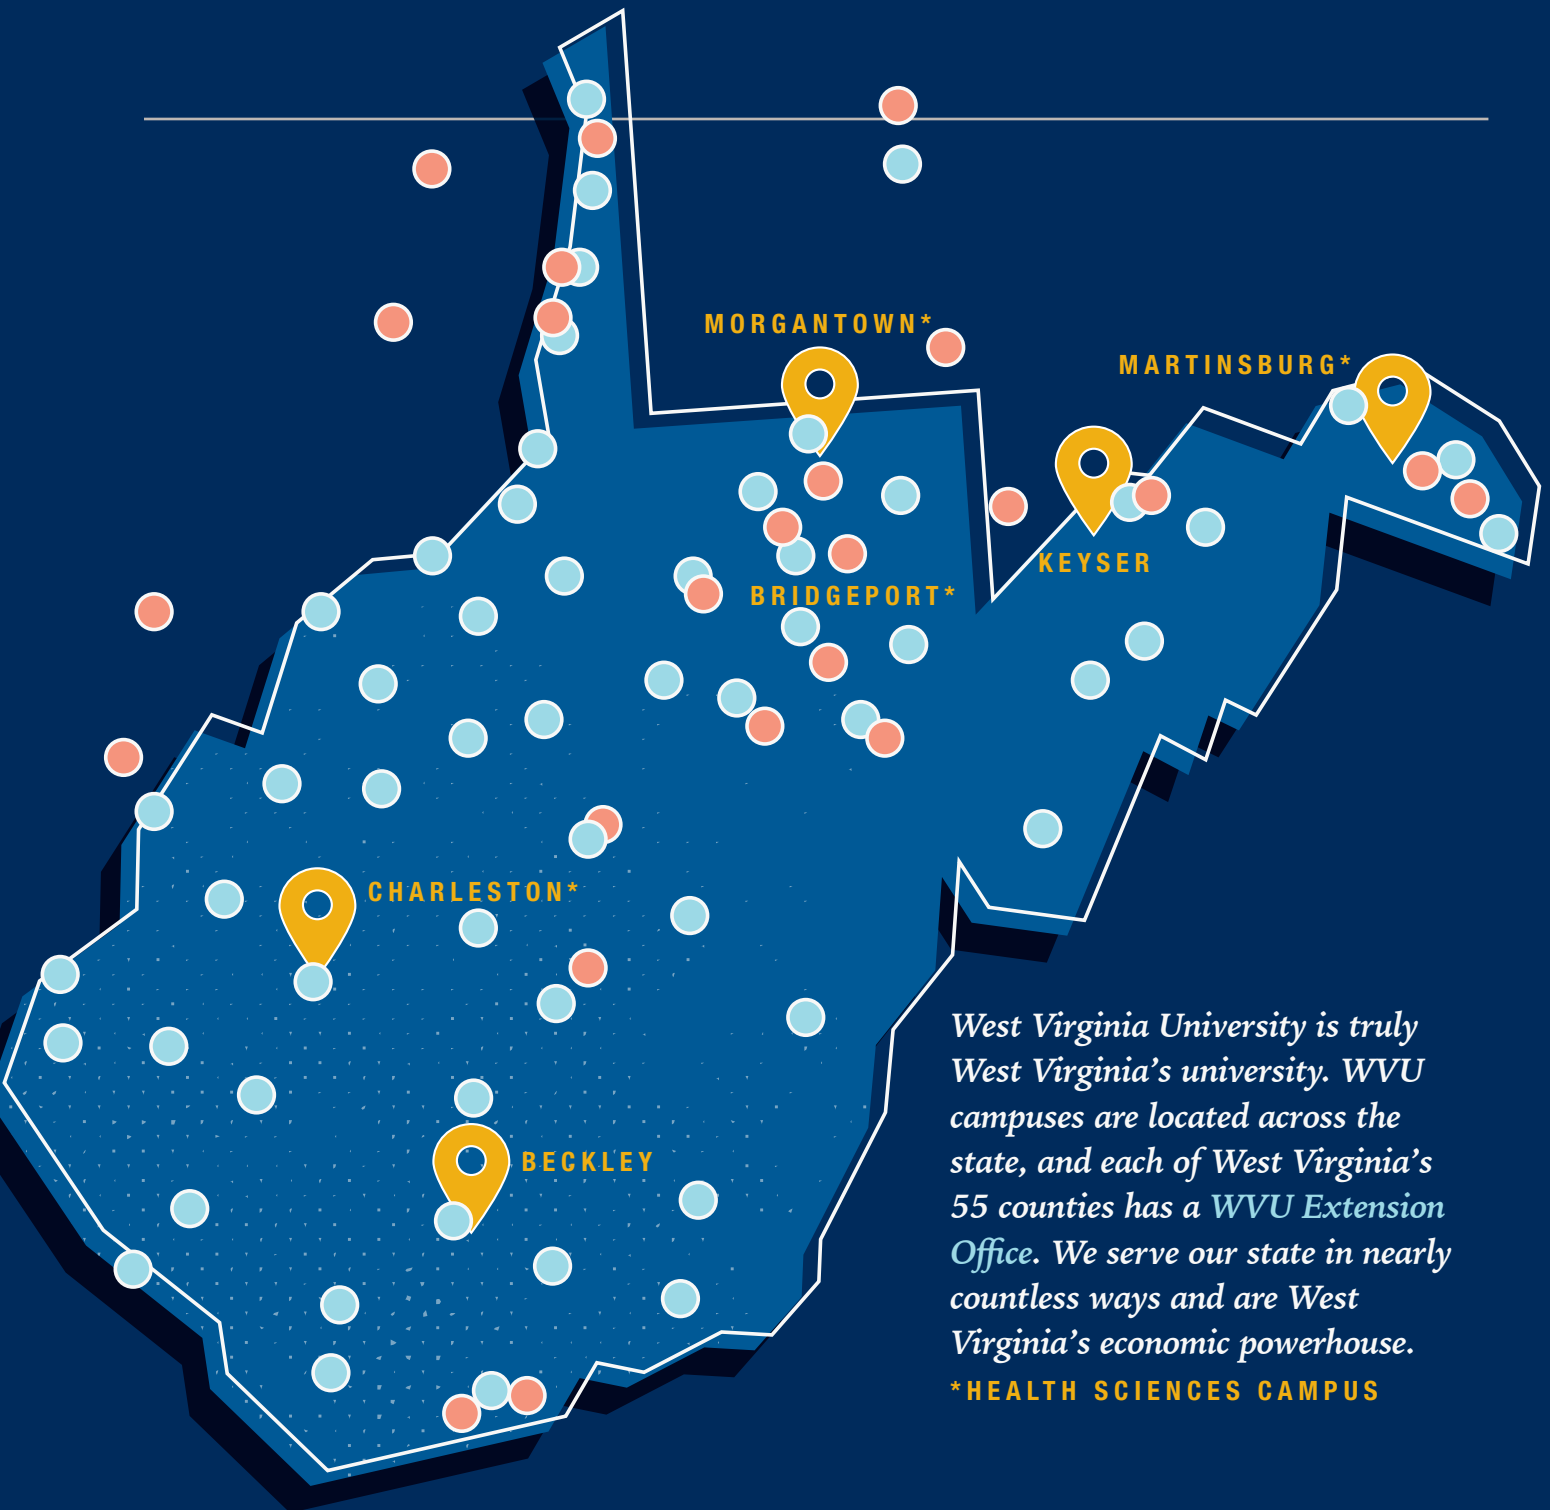 MORGANTOWN*
MARTINSBURG*
KEYSER
BRIDGEPORT*
CHARLESTON*
BECKLEY
West Virginia University is truly
West Virginia’s university. WVU
campuses are located across the
state, and each of West Virginia’s
55 counties has a WVU Extension
Office. We serve our state in nearly
countless ways and are West
Virginia’s economic powerhouse.
*HEALTH SCIENCES CAMPUS